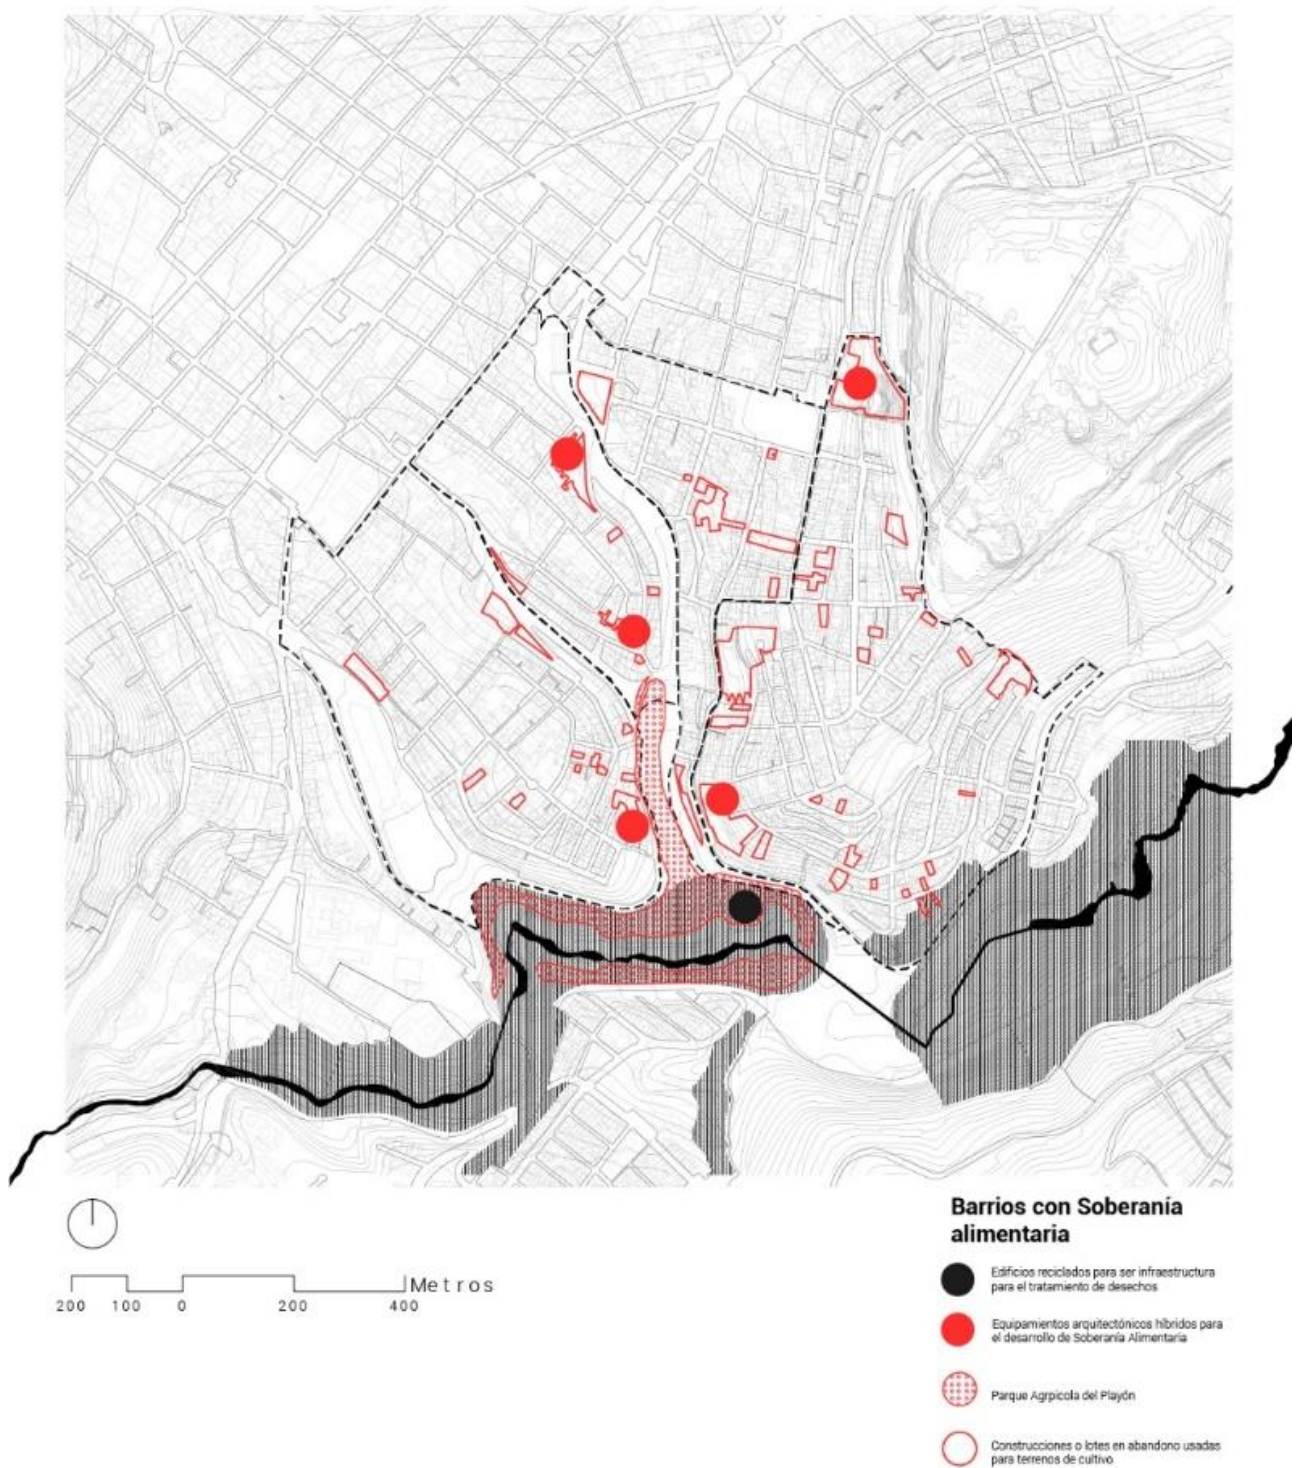 Metros
200 100 0 200 400
Barrios con Soberanía
alimentaria
Edificios reciclados para ser infraestructura
para el tratamiento de desechos
Equipamientos arquitectónicos híbridos para
el desarrollo de Soberanía Alimentaria
Parque Agrpicola del Playón
Construcciones o lotes en abandono usadas
para terrenos de cultivo